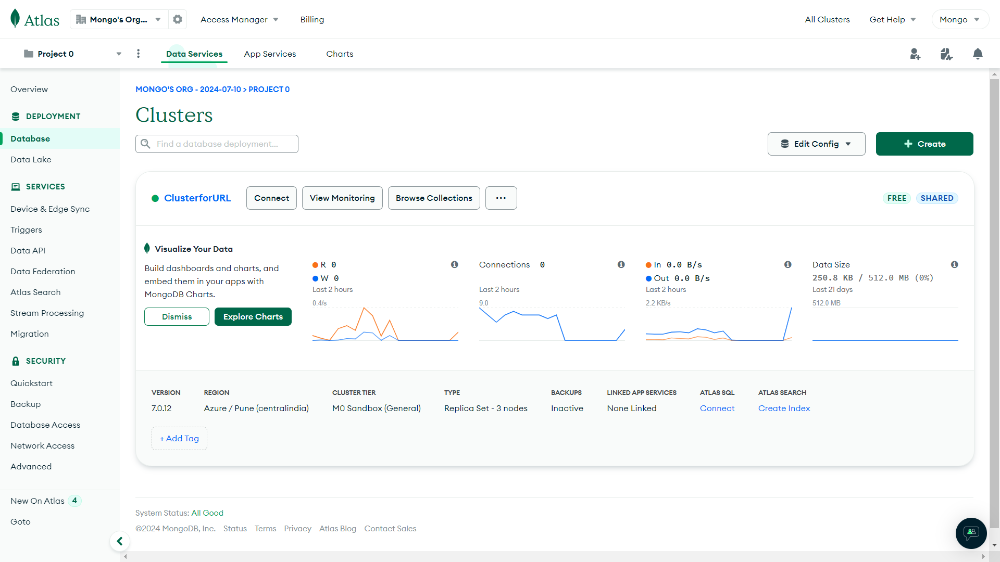 Atlas
Mongo's Org...
Access Manager
Billing
All Clusters
Get Help
Mongo
Project 0
Data Services
App Services
Charts
Overview
DEPLOYMENT
Database
Data Lake
SERVICES
Device & Edge Sync
Triggers
Data API
Data Federation
Atlas Search
Stream Processing
Migration
SECURITY
Quickstart
Backup
Database Access
Network Access
Advanced
New On Atlas 4
Goto
MONGO'S ORG - 2024-07-10 > PROJECT 0
Clusters
Find a database deployment...
Edit Config
+ Create
ClusterforURL
Connect
View Monitoring
Browse Collections
...
FREE
SHARED
Visualize Your Data
Build dashboards and charts, and
embed them in your apps with
MongoDB Charts.
Dismiss
Explore Charts
R 0
W 0
Last 2 hours
0.4/s
Connections 0
Last 2 hours
9.0
In 0.0 B/s
Out 0.0 B/s
Last 2 hours
2.2 KB/s
Data Size
250.8 KB / 512.0 MB (0%)
Last 21 days
512.0 MB
VERSION
7.0.12
REGION
Azure / Pune (centralindia)
CLUSTER TIER
M0 Sandbox (General)
TYPE
Replica Set - 3 nodes
BACKUPS
Inactive
LINKED APP SERVICES
None Linked
ATLAS SQL
Connect
ATLAS SEARCH
Create Index
+ Add Tag
System Status: All Good
©2024 MongoDB, Inc. Status Terms Privacy Atlas Blog Contact Sales